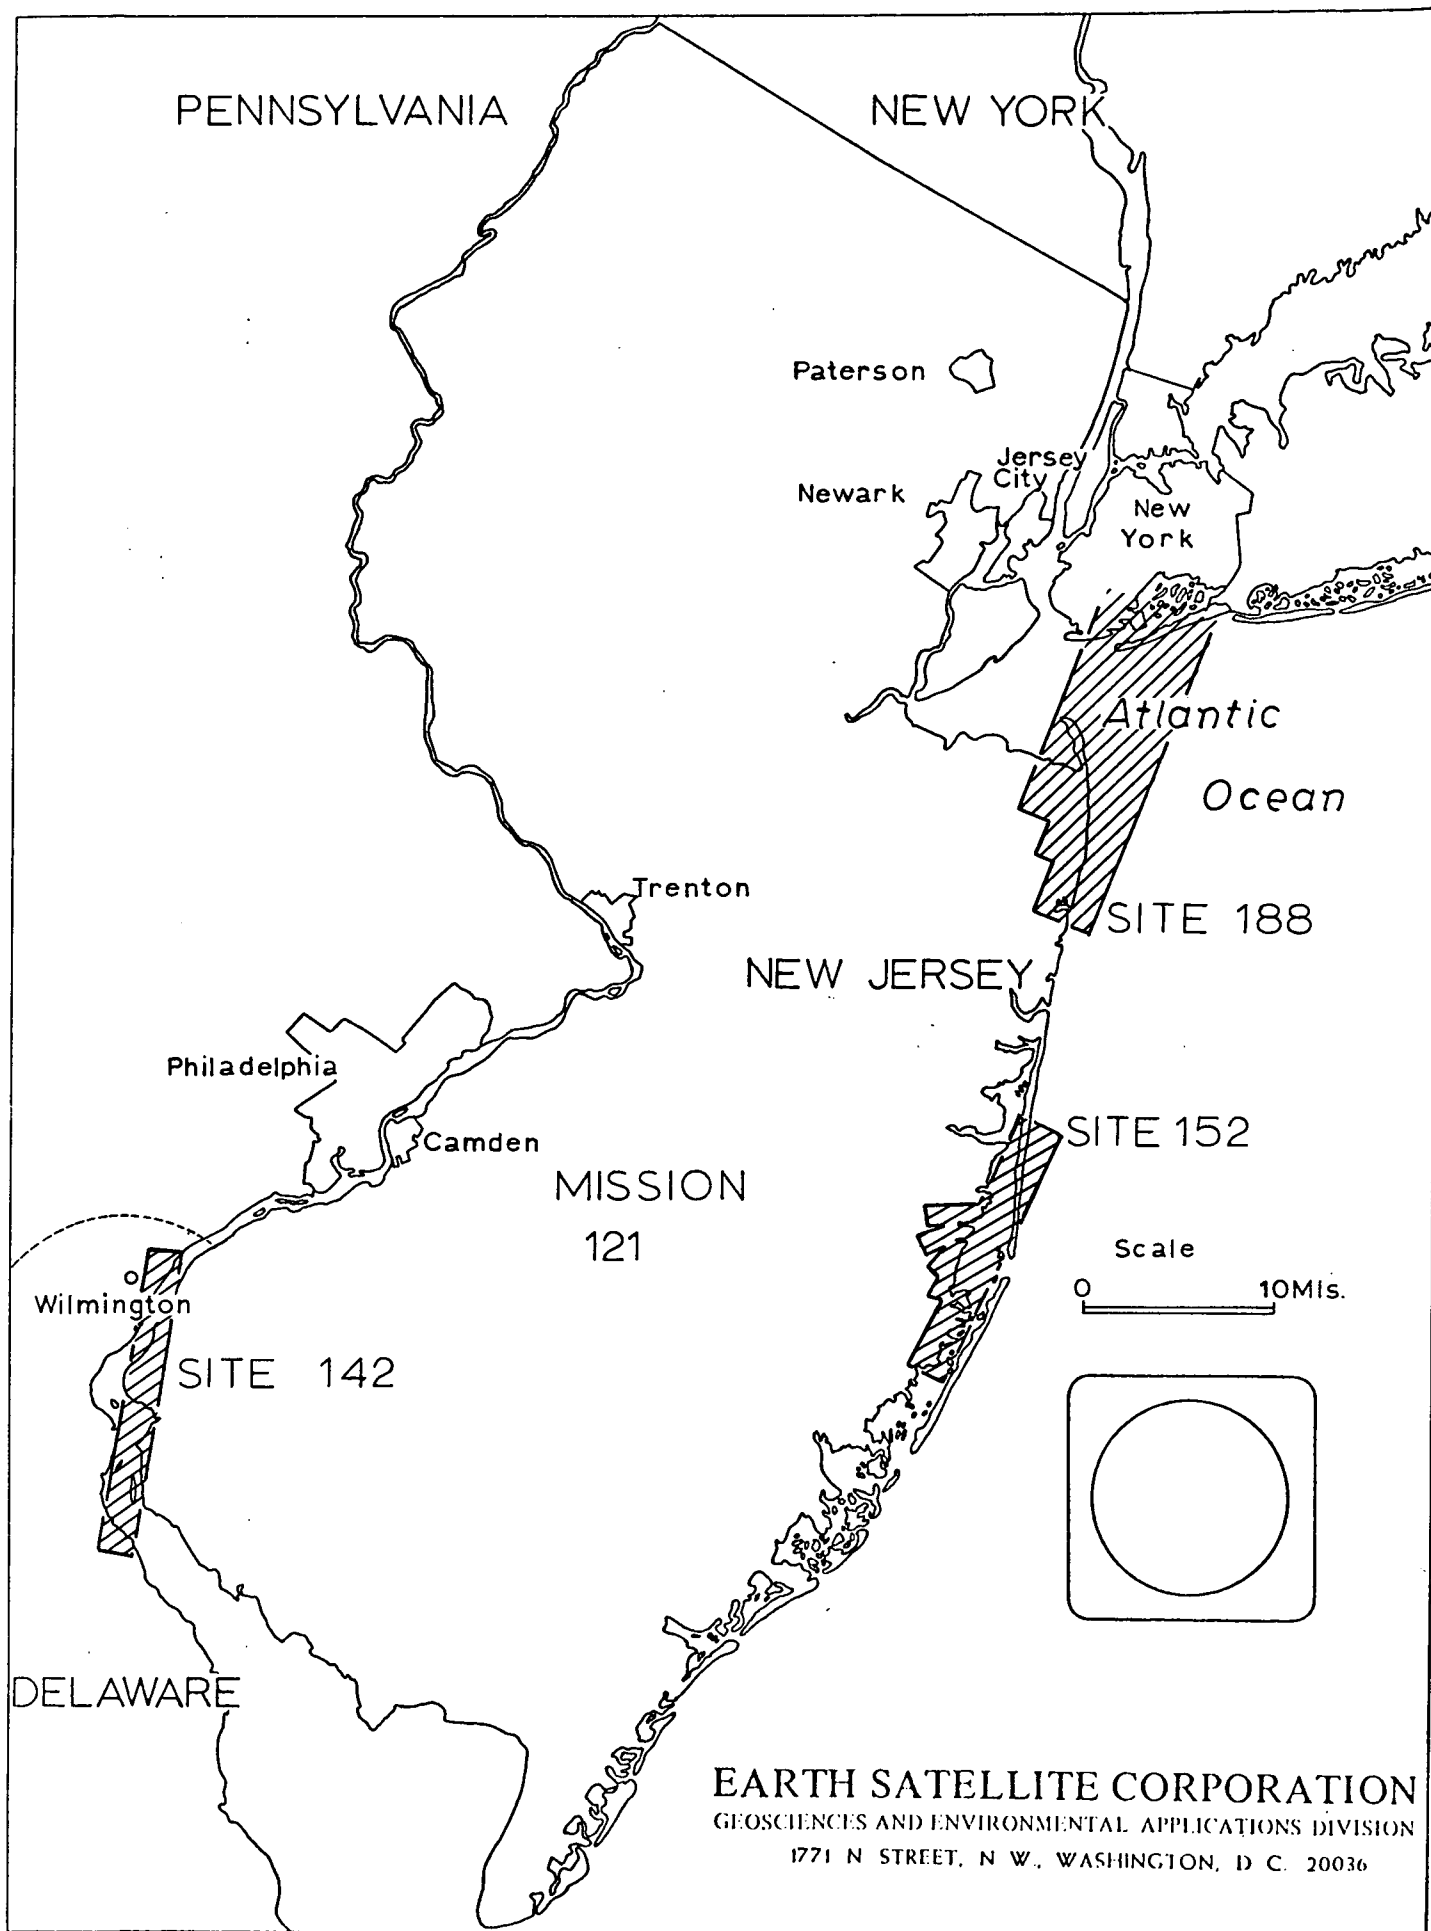 PENNSYLVANIA
NEW YORK
Paterson
Jersey
City
Newark
New
York
Atlantic
Ocean
Trenton
SITE 188
NEW JERSEY
Philadelphia
SITE 152
Camden
MISSION
121
Scale
0 10Mls.
Wilmington
SITE 142
DELAWARE
EARTH SATELLITE CORPORATION
GEOSCIENCES AND ENVIRONMENTAL APPLICATIONS DIVISION
1771 N STREET, N W., WASHINGTON, D C. 20036